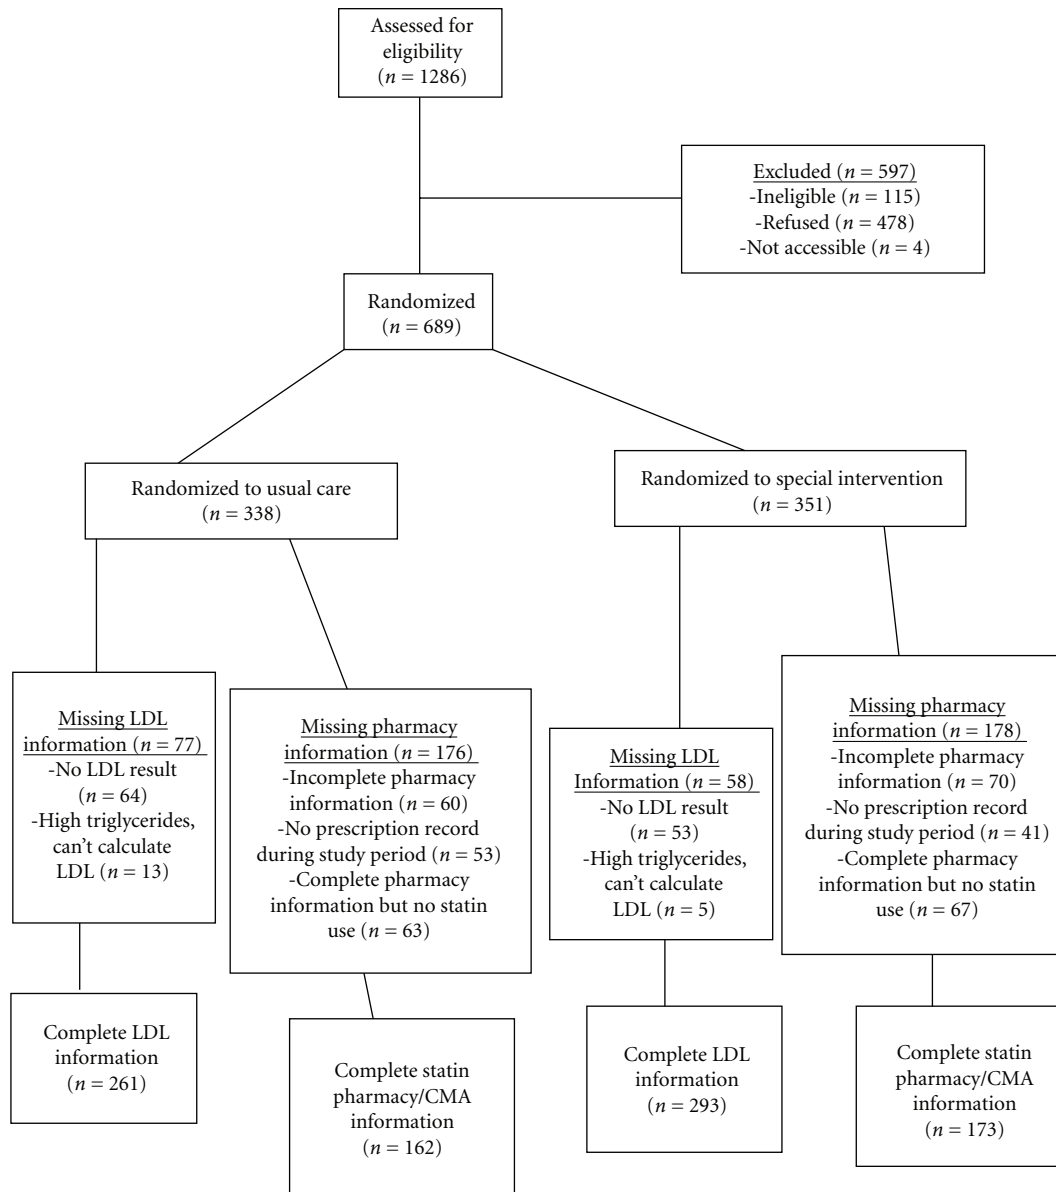 Assessed for
eligibility
(n = 1286)
Excluded (n = 597)
-Ineligible (n = 115)
-Refused (n = 478)
-Not accessible (n = 4)
Randomized
(n = 689)
Randomized to usual care
(n = 338)
Randomized to special intervention
(n = 351)
Missing LDL
information (n = 77)
-No LDL result
(n = 64)
-High triglycerides,
can't calculate
LDL (n = 13)
Missing pharmacy
information (n = 176)
-Incomplete pharmacy
information (n = 60)
-No prescription record
during study period (n = 53)
-Complete pharmacy
information but no statin
use (n = 63)
Missing LDL
Information (n = 58)
-No LDL result
(n = 53)
-High triglycerides,
can't calculate
LDL (n = 5)
Missing pharmacy
information (n = 178)
-Incomplete pharmacy
information (n = 70)
-No prescription record
during study period (n = 41)
-Complete pharmacy
information but no statin
use (n = 67)
Complete LDL
information
(n = 261)
Complete statin
pharmacy/CMA
information
(n = 162)
Complete LDL
information
(n = 293)
Complete statin
pharmacy/CMA
information
(n = 173)